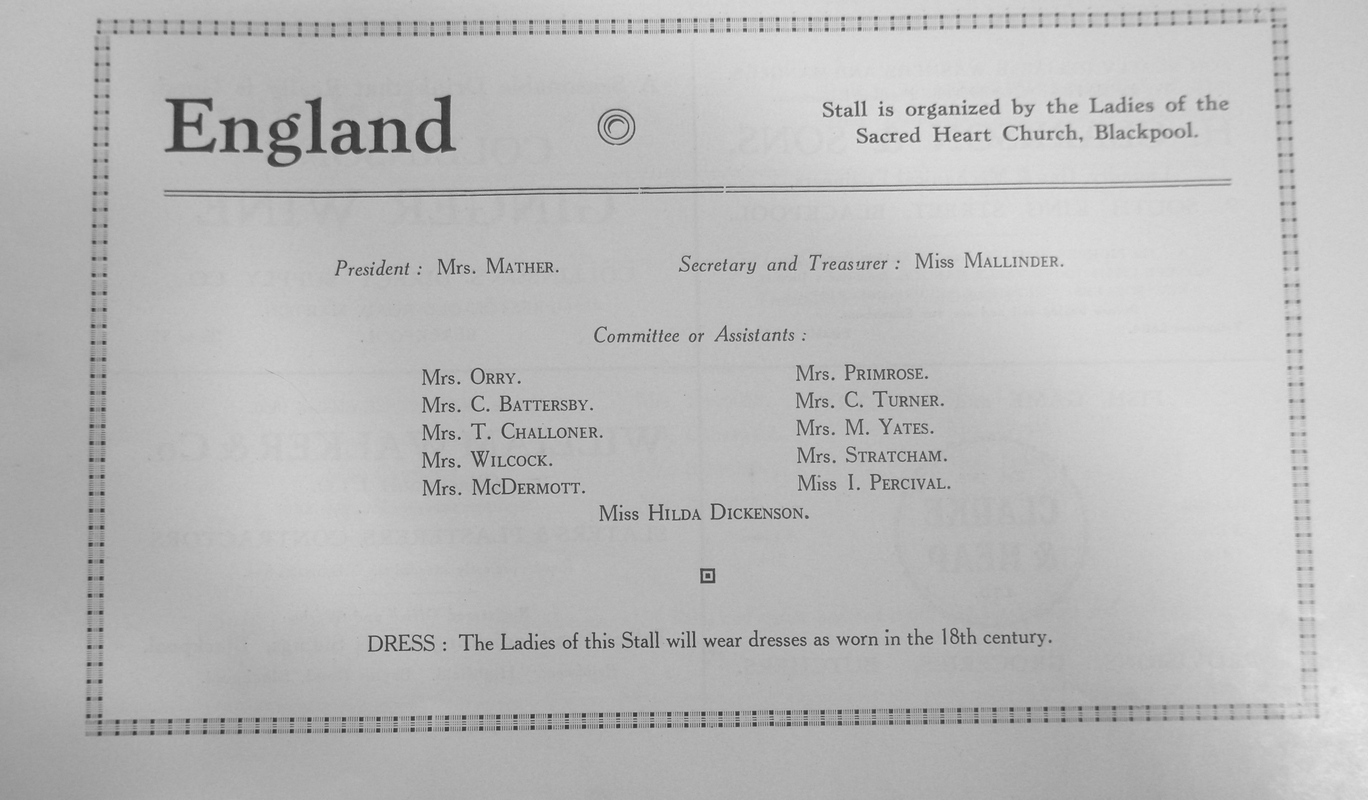 England
Stall is organized by the Ladies of the
Sacred Heart Church, Blackpool.
President : Mrs. MATHER.
Secretary and Treasurer : Miss MALLINDER.
Committee or Assistants :
Mrs. ORRY.
Mrs. C. BATTERSBY.
Mrs. T. CHALLONER.
Mrs. WILCOCK.
Mrs. McDERMOTT.
Mrs. PRIMROSE.
Mrs. C. TURNER.
Mrs. M. YATES.
Mrs. STRATCHAM.
Miss I. PERCIVAL.
Miss HILDA DICKENSON.
DRESS : The Ladies of this Stall will wear dresses as worn in the 18th century.